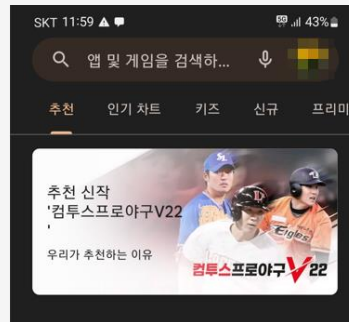 SKT 11:59
5G 43%
앱 및 게임을 검색하...
추천 인기 차트 키즈 신규 프리미
추천 신작
'컴투스프로야구V22
'
우리가 추천하는 이유
Eagles
컴투스프로야구V22